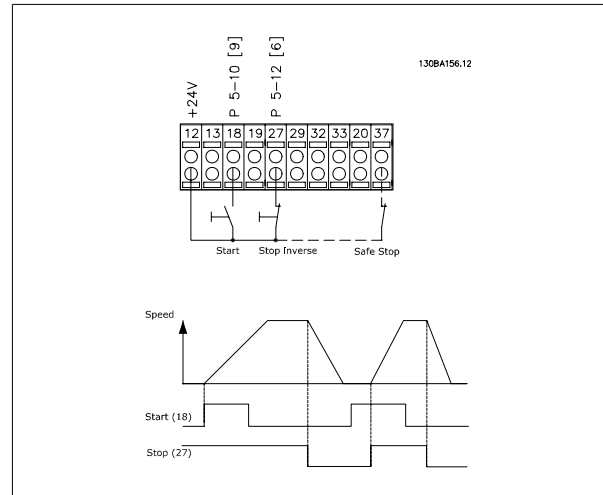 130BA156.12
+24V
P 5-10 [9]
P 5-12 [6]
12 13 18 19 27 29 32 33 20 37
Start Stop Inverse Safe Stop
Speed
Start (18)
Stop (27)